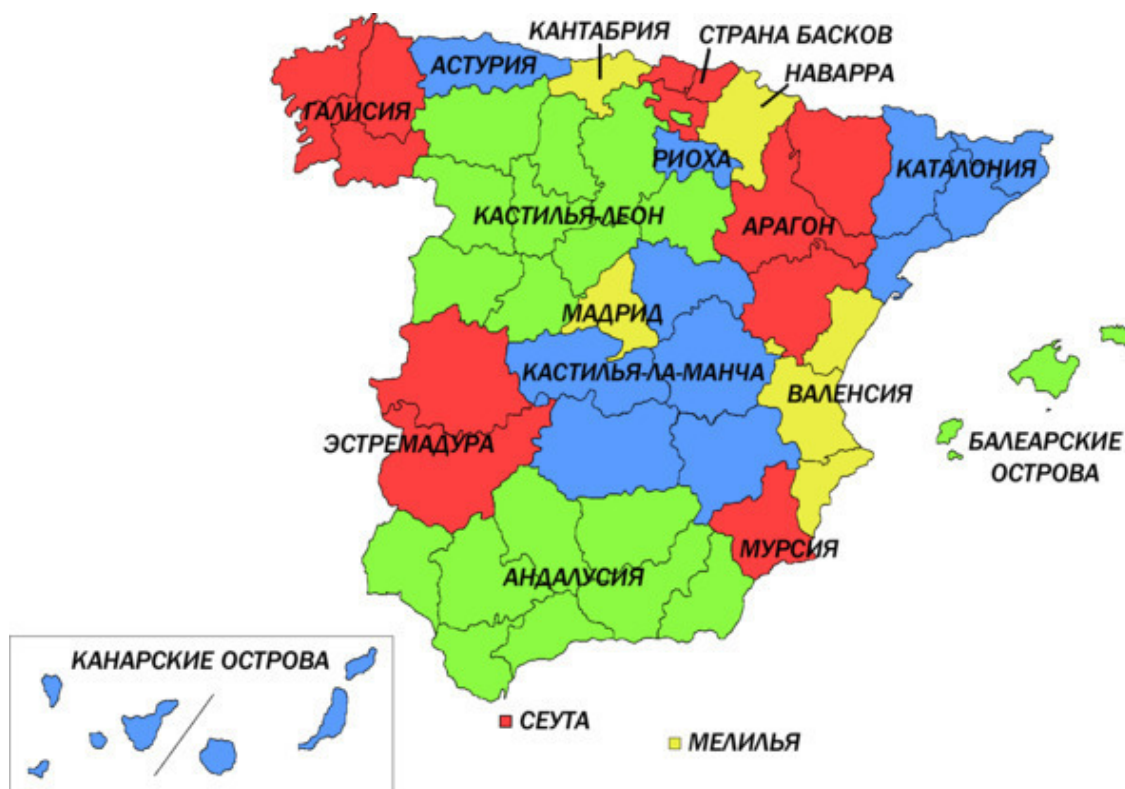 КАНТАБРИЯ
СТРАНА БАСКОВ
АСТУРИЯ
НАВАРРА
ГАЛИСИЯ
РИОХА
КАТАЛОНИЯ
КАСТИЛЬЯ-ЛЕОН
АРАГОН
МАДРИД
КАСТИЛЬЯ-ЛА-МАНЧА
ВАЛЕНСИЯ
ЭСТРЕМАДУРА
БАЛЕАРСКИЕ
ОСТРОВА
МУРСИЯ
АНДАЛУСИЯ
КАНАРСКИЕ ОСТРОВА
СЕУТА
МЕЛИЛЬЯ